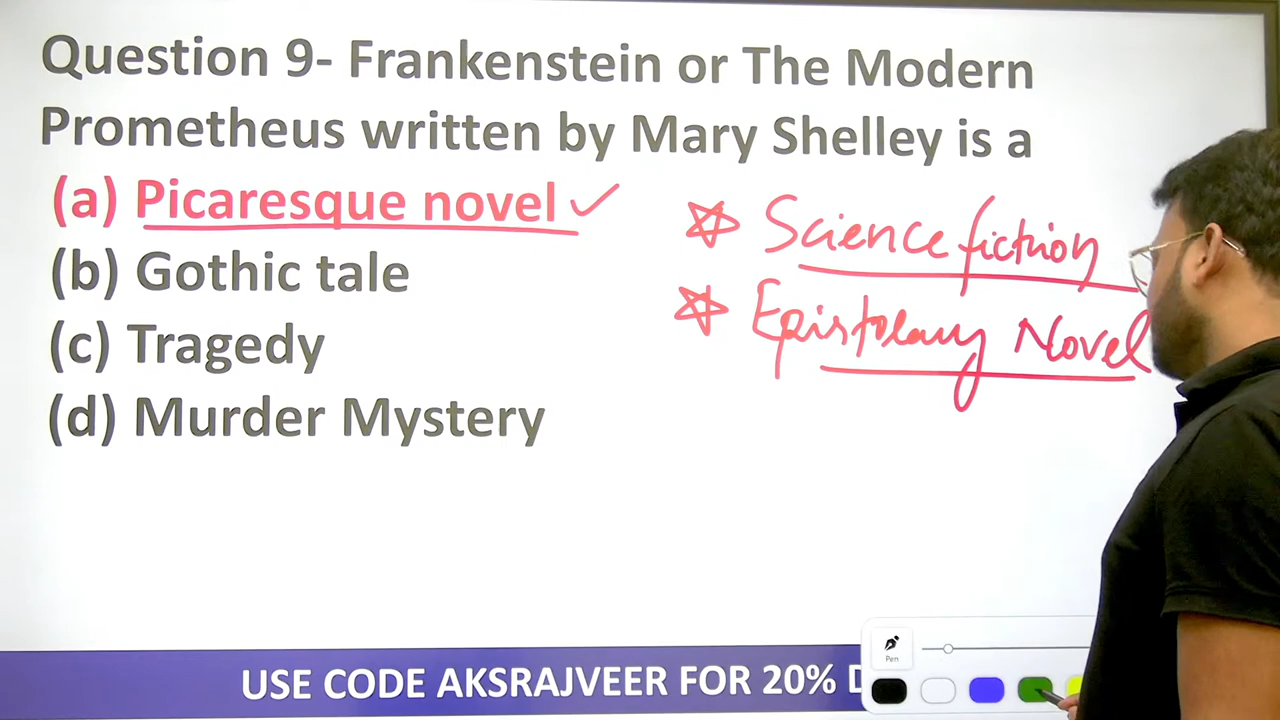 Question 9- Frankenstein or The Modern
Prometheus written by Mary Shelley is a
(a) Picaresque novel ✓
(b) Gothic tale
(c) Tragedy
(d) Murder Mystery
☆ Science fiction
☆ Epistolary Novel
USE CODE AKSRAJVEER FOR 20% D
Pen